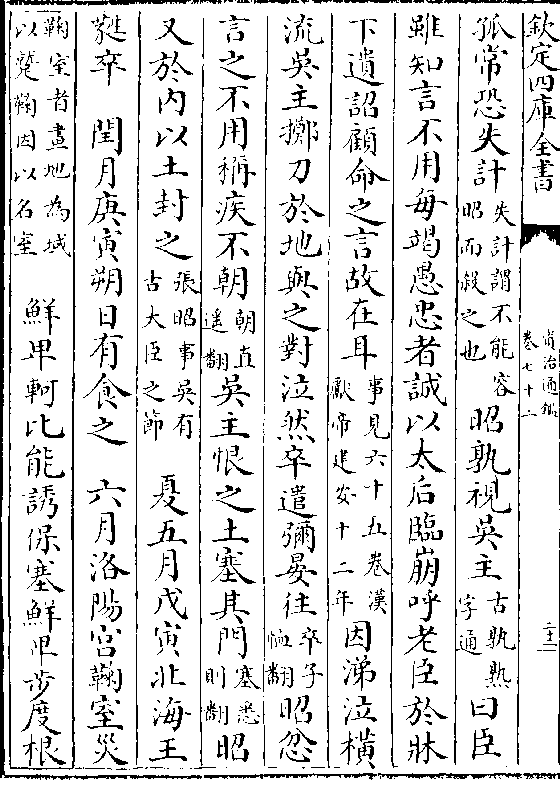 欽定四庫全書
資治通鑑
卷七十二
二十二
孤常恐失計失計謂不能容昭而殺之也昭孰視吳主古孰熟字通曰臣
雖知言不用每竭愚忠者誠以太后臨崩呼老臣於牀
下遺詔顧命之言故在耳事見六十五卷漢獻帝建安十二年因涕泣橫
流吳主擲刀於地與之對泣然卒遣彌晏往卒子恤翻昭忿
言之不用稱疾不朝朝直遥翻吳主恨之土塞其門塞悉則翻昭
又於内以土封之張昭事吳有古大臣之節夏五月戊寅北海王
蕤卒閏月庚寅朔日有食之六月洛陽宮鞠室災
鞠室者畫地為域以蹵鞠因以名室鮮卑軻比能誘保塞鮮卑步度根